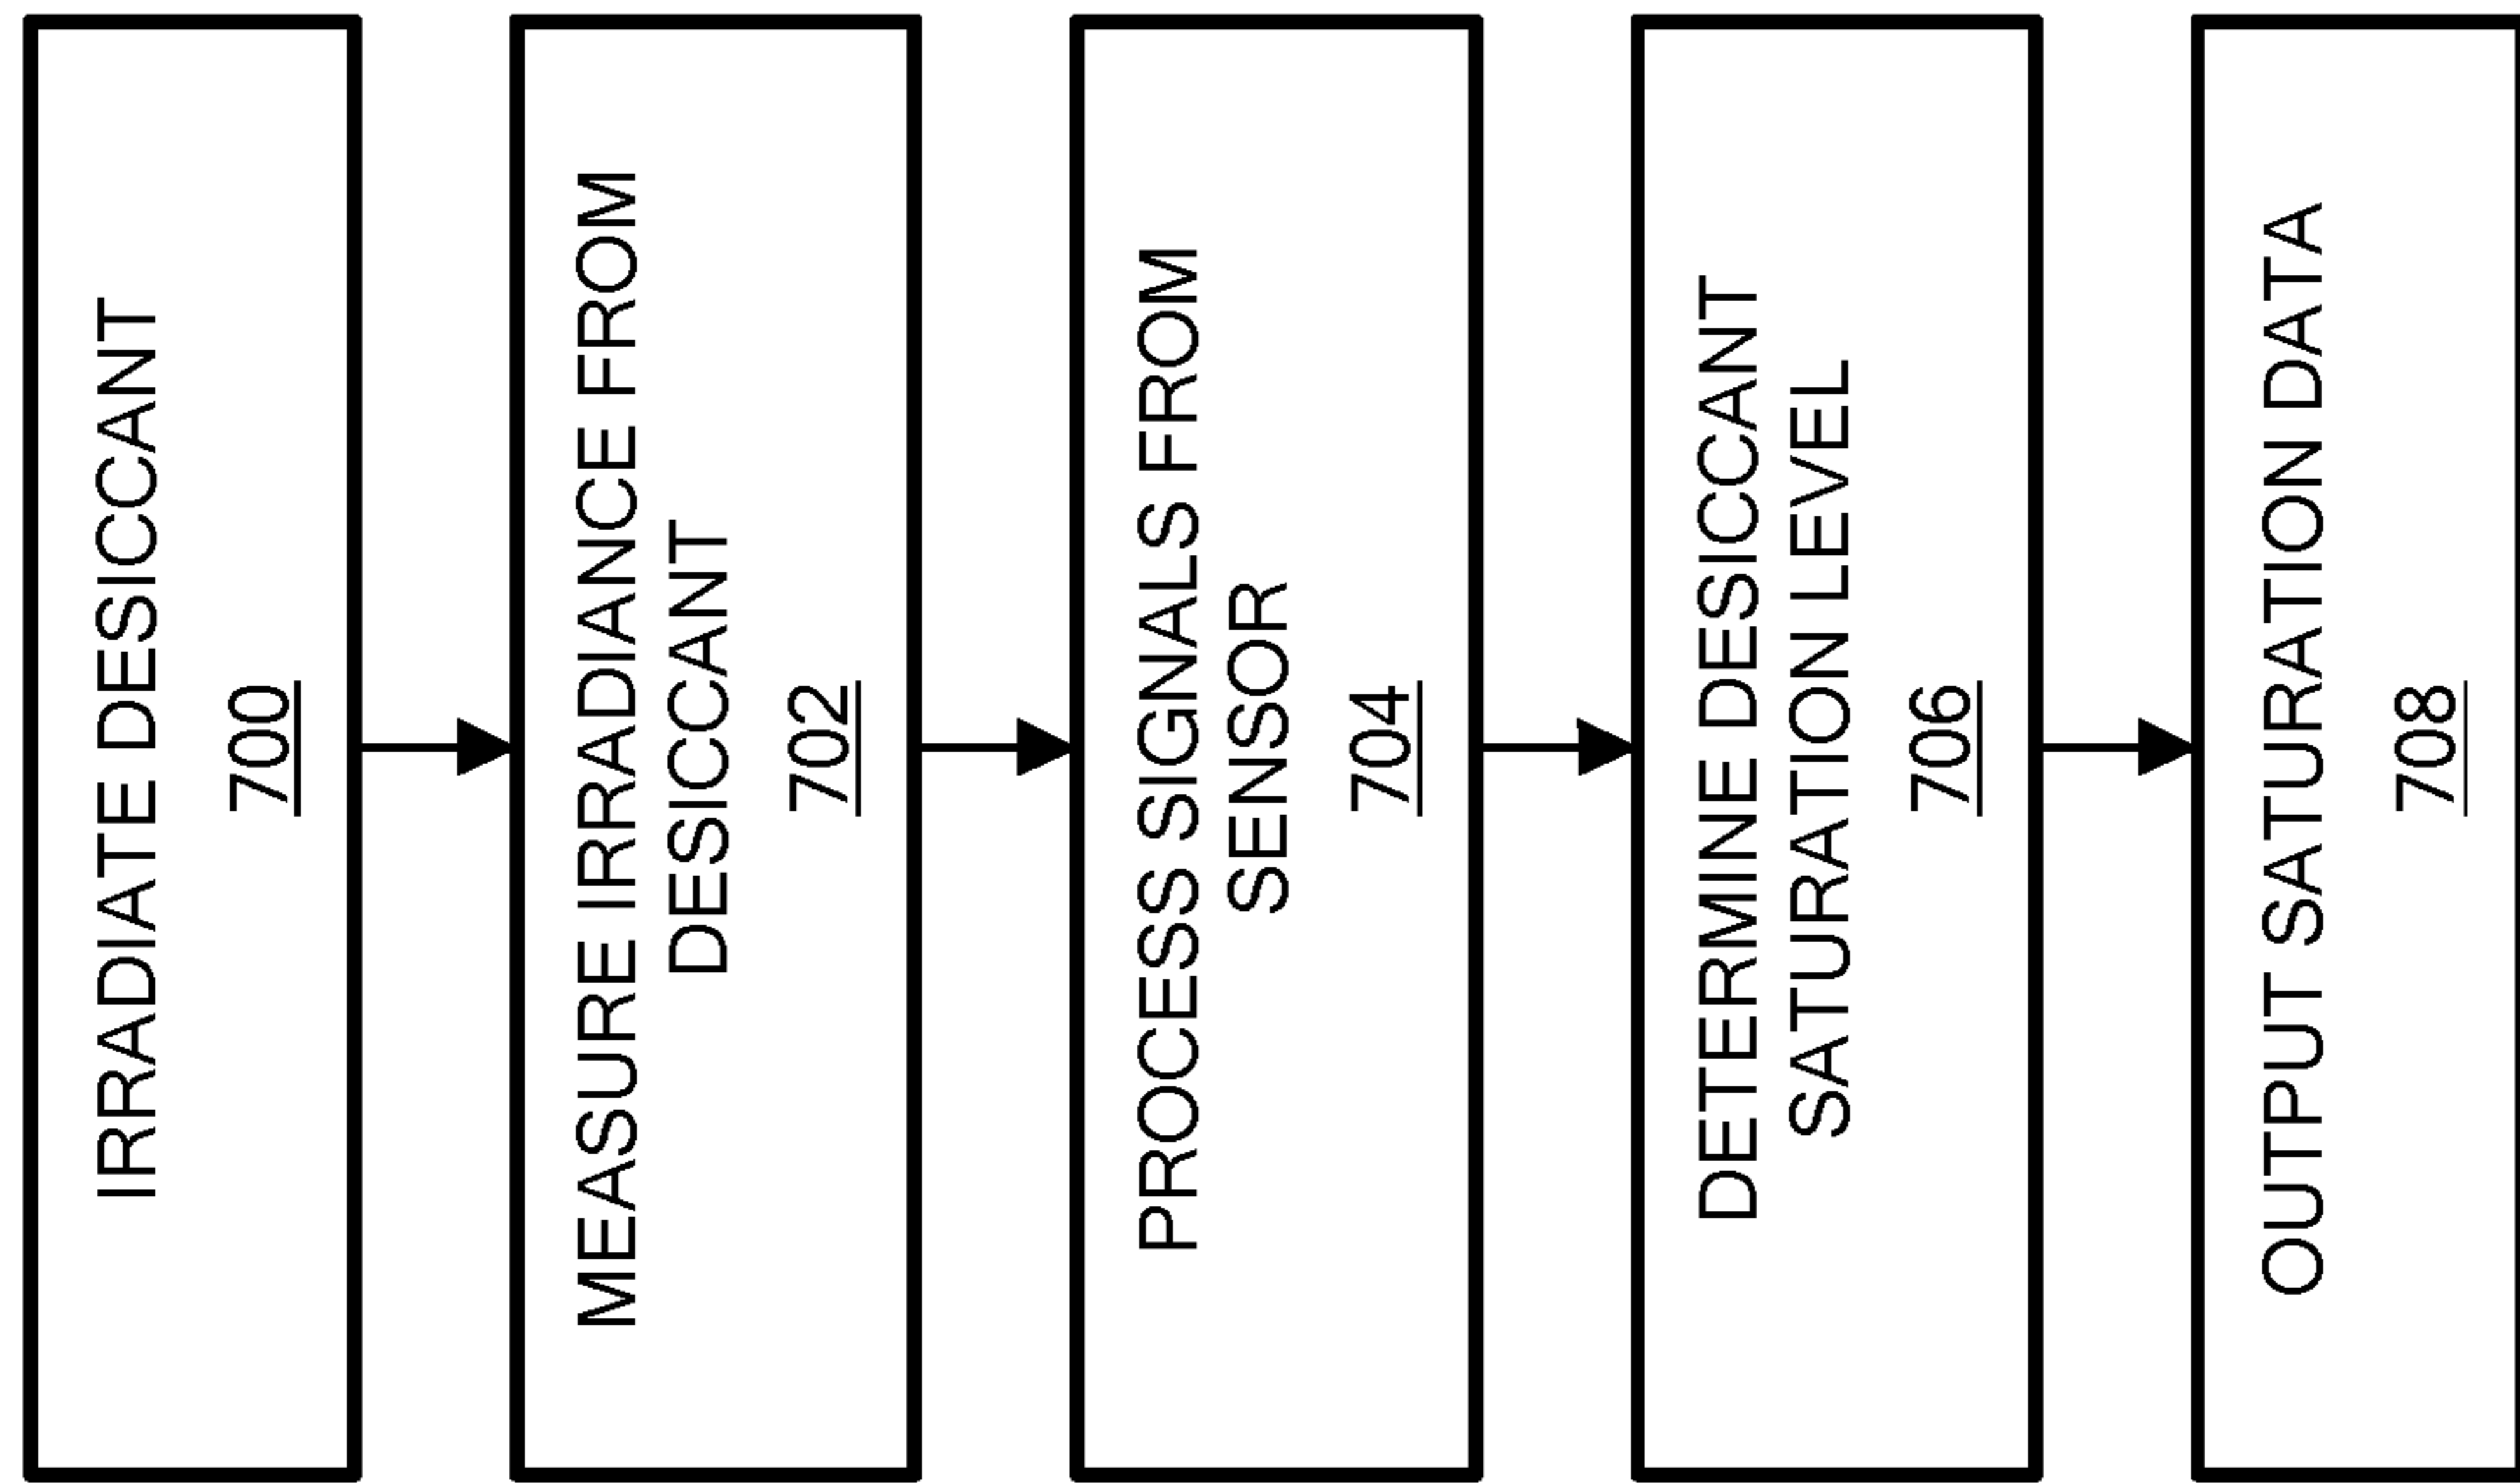 IRRADIATE DESICCANT
700
MEASURE IRRADIANCE FROM
DESICCANT
702
PROCESS SIGNALS FROM
SENSOR
704
DETERMINE DESICCANT
SATURATION LEVEL
706
OUTPUT SATURATION DATA
708